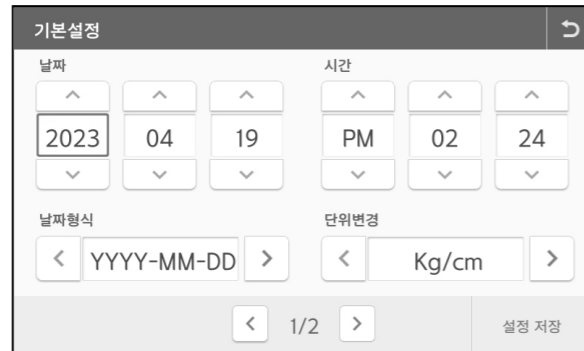 기본설정
날짜
시간
2023 04 19
PM 02 24
날짜형식
단위변경
YYYY-MM-DD
Kg/cm
1/2
설정 저장